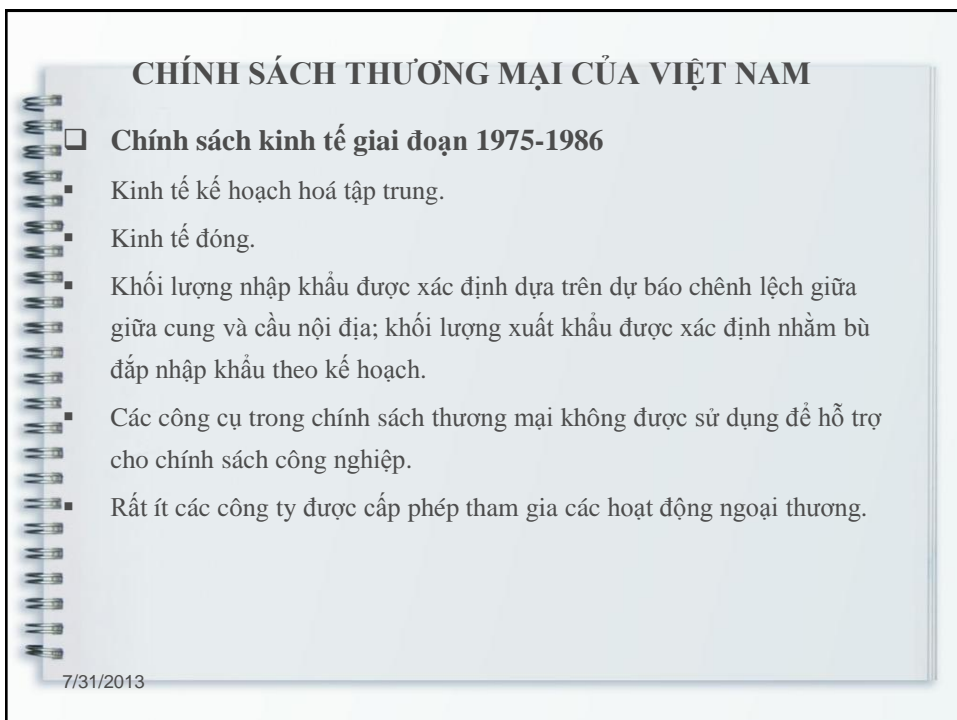 CHÍNH SÁCH THƯƠNG MẠI CỦA VIỆT NAM
❑ Chính sách kinh tế giai đoạn 1975-1986
▪ Kinh tế kế hoạch hoá tập trung.
▪ Kinh tế đóng.
▪ Khối lượng nhập khẩu được xác định dựa trên dự báo chênh lệch giữa
giữa cung và cầu nội địa; khối lượng xuất khẩu được xác định nhằm bù
đắp nhập khẩu theo kế hoạch.
▪ Các công cụ trong chính sách thương mại không được sử dụng để hỗ trợ
cho chính sách công nghiệp.
▪ Rất ít các công ty được cấp phép tham gia các hoạt động ngoại thương.
7/31/2013